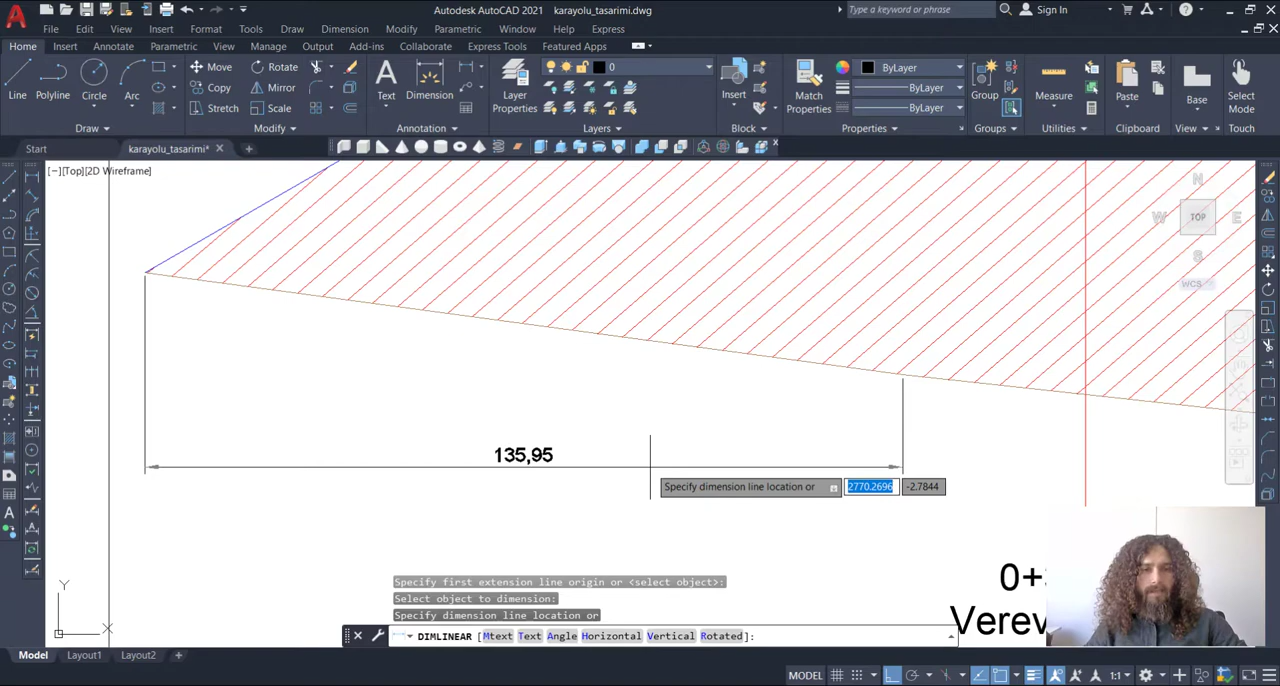 Autodesk AutoCAD 2021 karayolu_tasarimi.dwg
Type a keyword or phrase
Sign In
File Edit View Insert Format Tools Draw Dimension Modify Parametric Window Help Express
Home Insert Annotate Parametric View Manage Output Add-ins Collaborate Express Tools Featured Apps
Line Polyline Circle Arc
Move Rotate
Copy Mirror
Stretch Scale
Text Dimension
Layer Properties
0
Insert
Match Properties
ByLayer
ByLayer
ByLayer
Group
Measure
Paste
Base
Select Mode
Draw Modify Annotation Layers Block Properties Groups Utilities Clipboard View Touch
Start karayolu_tasarimi*
[−][Top][2D Wireframe]
N
W TOP E
S
WCS
135,95
Specify dimension line location or 2770.2696 -2.7844
0+
Verev
Y
X
Specify first extension line origin or <select object>:
Select object to dimension:
Specify dimension line location or
DIMLINEAR [Mtext Text Angle Horizontal Vertical Rotated]:
Model Layout1 Layout2
MODEL 1:1